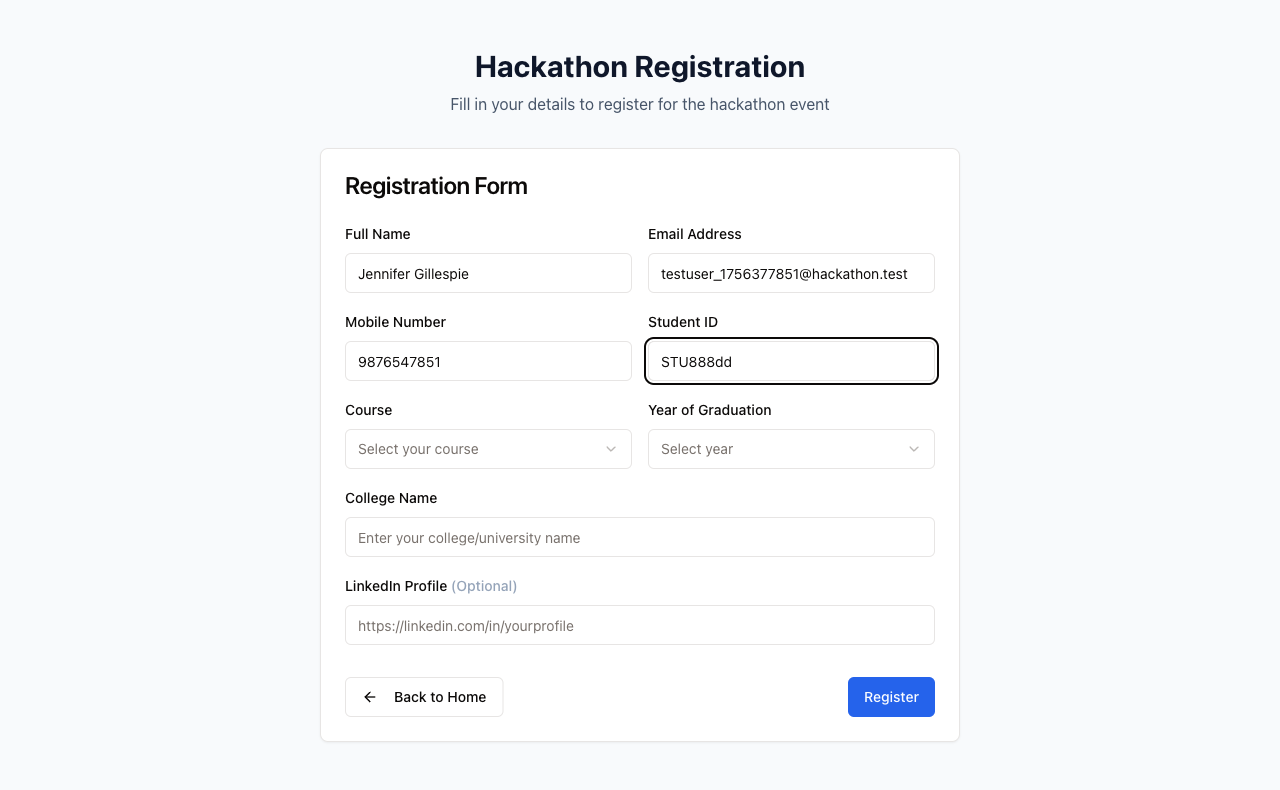 Hackathon Registration
Fill in your details to register for the hackathon event
Registration Form
Full Name
Jennifer Gillespie
Email Address
testuser_1756377851@hackathon.test
Mobile Number
9876547851
Student ID
STU888dd
Course
Select your course
Year of Graduation
Select year
College Name
Enter your college/university name
LinkedIn Profile (Optional)
https://linkedin.com/in/yourprofile
Back to Home
Register